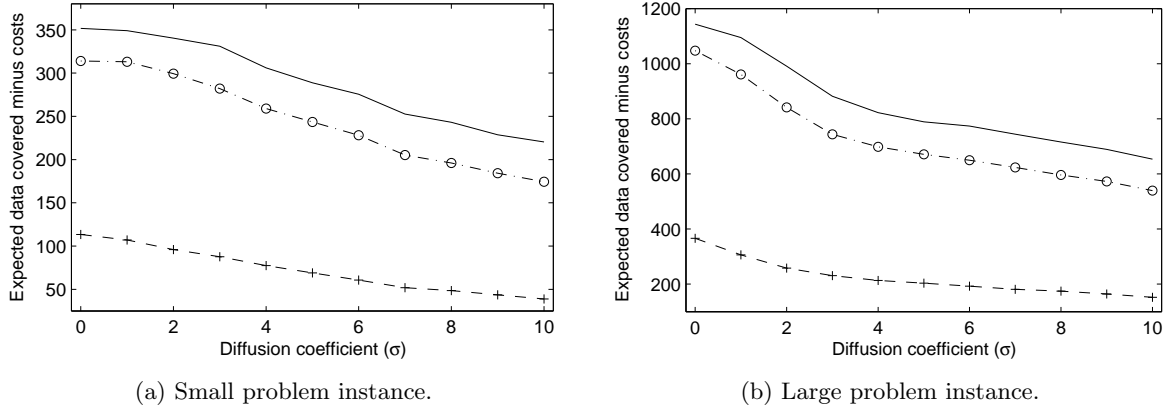 Expected data covered minus costs
350
300
250
200
150
100
50
0 2 4 6 8 10
Diffusion coefficient (σ)
(a) Small problem instance.
Expected data covered minus costs
1200
1000
800
600
400
200
0 2 4 6 8 10
Diffusion coefficient (σ)
(b) Large problem instance.